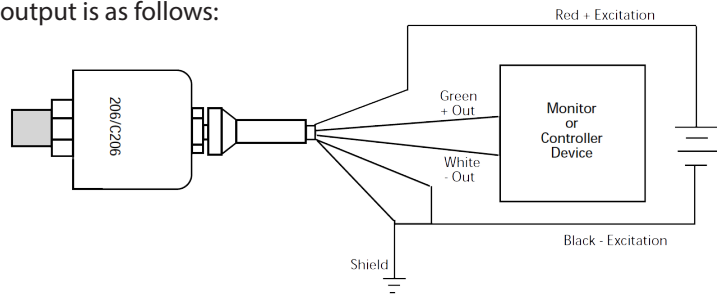 output is as follows:
Red + Excitation
206/C206
Green
+ Out
Monitor
or
Controller
Device
White
- Out
Black - Excitation
Shield